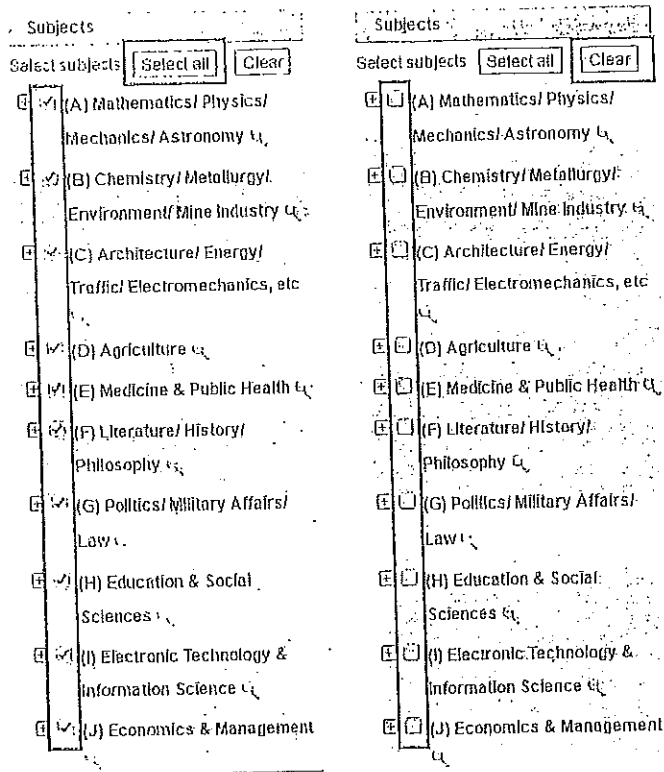 Subjects
Select subjects Select all Clear
(A) Mathematics/ Physics/
Mechanics/ Astronomy
(B) Chemistry/ Metallurgy/
Environment/ Mine Industry
(C) Architecture/ Energy/
Traffic/ Electromechanics, etc
(D) Agriculture
(E) Medicine & Public Health
(F) Literature/ History/
Philosophy
(G) Politics/ Military Affairs/
Law
(H) Education & Social
Sciences
(I) Electronic Technology &
Information Science
(J) Economics & Management
Subjects
Select subjects Select all Clear
(A) Mathematics/ Physics/
Mechanics/ Astronomy
(B) Chemistry/ Metallurgy/
Environment/ Mine Industry
(C) Architecture/ Energy/
Traffic/ Electromechanics, etc
(D) Agriculture
(E) Medicine & Public Health
(F) Literature/ History/
Philosophy
(G) Politics/ Military Affairs/
Law
(H) Education & Social
Sciences
(I) Electronic Technology &
Information Science
(J) Economics & Management